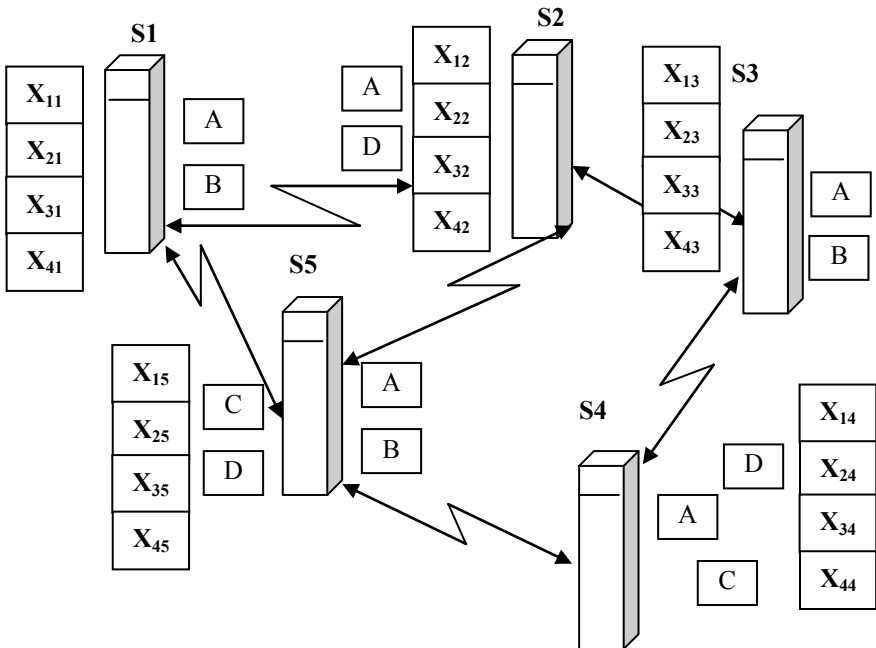 S1
X₁₁
X₂₁
X₃₁
X₄₁
A
B
S2
A
D
X₁₂
X₂₂
X₃₂
X₄₂
S3
X₁₃
X₂₃
X₃₃
X₄₃
A
B
S5
X₁₅
X₂₅
X₃₅
X₄₅
C
D
A
B
S4
D
A
C
X₁₄
X₂₄
X₃₄
X₄₄